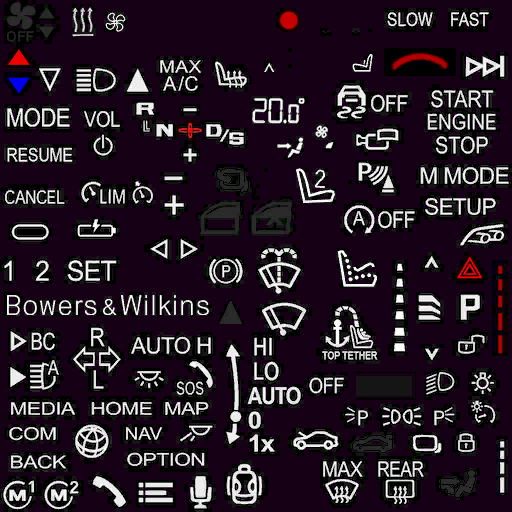 OFF
SLOW FAST
MAX
A/C
MODE
VOL
R
N D/S
20.0°
OFF
START
ENGINE
STOP
RESUME
P
M MODE
CANCEL
LIM
2
A OFF
SETUP
1 2 SET
P
Bowers & Wilkins
P
BC
R
L
AUTO H
HI
LO
AUTO
0
1x
TOP TETHER
A
SOS
OFF
MEDIA HOME MAP
P
P
COM
NAV
BACK
OPTION
MAX REAR
M1 M2